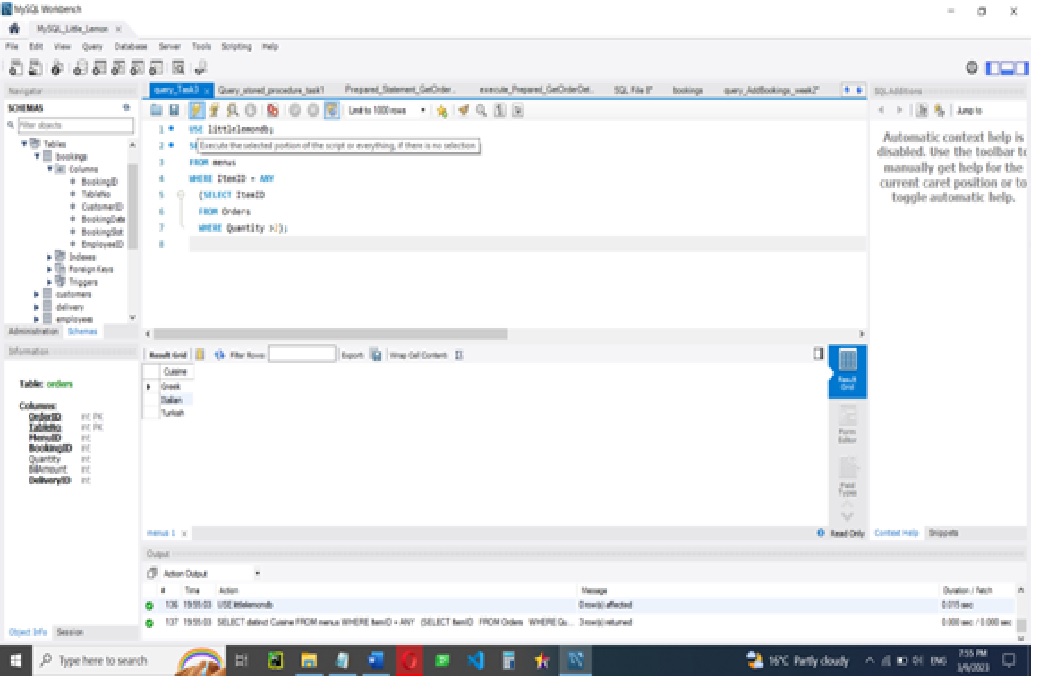 MySQL Workbench
MySQL_Little_Lemon ×
File Edit View Query Database Server Tools Scripting Help
Navigator
SCHEMAS
Filter objects
Tables
bookings
Columns
BookingID
TableNo
CustomerID
BookingDate
BookingSlot
EmployeeID
Indexes
Foreign Keys
Triggers
customers
delivery
employees
Administration Schemas
Information
Table: orders
Columns:
OrderID int PK
TableNo int PK
MenuID int
BookingID int
Quantity int
BillAmount int
DeliveryID int
Object Info Session
query_Task3 × Query_stored_procedure_task1 Prepared_Statement_GetOrder.. execute_Prepared_GetOrderDet.. SQL File 8* bookings query_AddBookings_week2*
Limit to 1000 rows
1 USE littlelemondb;
2 SE
Execute the selected portion of the script or everything, if there is no selection
3 FROM menus
4 WHERE ItemID = ANY
5 (SELECT ItemID
6 FROM Orders
7 WHERE Quantity >2);
8
Result Grid Filter Rows: Export: Wrap Cell Content:
Cuisine
Greek
Italian
Turkish
Result Grid
Form Editor
Field Types
menus 1 × Read Only
SQLAdditions
Jump to
Automatic context help is
disabled. Use the toolbar to
manually get help for the
current caret position or to
toggle automatic help.
Context Help Snippets
Output
Action Output
# Time Action Message Duration / Fetch
136 19:55:03 USE littlelemondb 0 row(s) affected 0.015 sec
137 19:55:03 SELECT distinct Cuisine FROM menus WHERE ItemID = ANY (SELECT ItemID FROM Orders WHERE Qu... 3 row(s) returned 0.000 sec / 0.000 sec
Type here to search
16°C Partly cloudy ENG 7:55 PM
3/6/2023